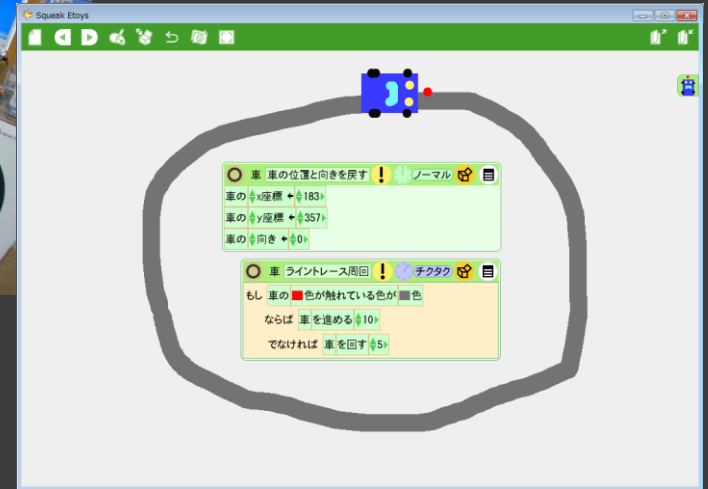 Squeak Etoys
車 車の位置と向きを戻す ! ノーマル
車の x座標 ← 183
車の y座標 ← 357
車の 向き ← 0
車 ライントレース周回 ! チクタク
もし 車の 色が触れている色が 色
ならば 車 を進める 10
でなければ 車 を回す 5